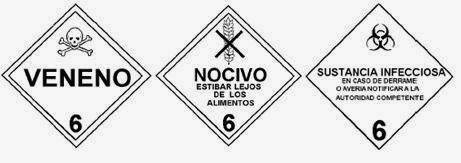 VENENO
6
NOCIVO
ESTIBAR LEJOS
DE LOS
ALIMENTOS
6
SUSTANCIA INFECCIOSA
EN CASO DE DERRAME
O AVERIA NOTIFICAR A LA
AUTORIDAD COMPETENTE
6